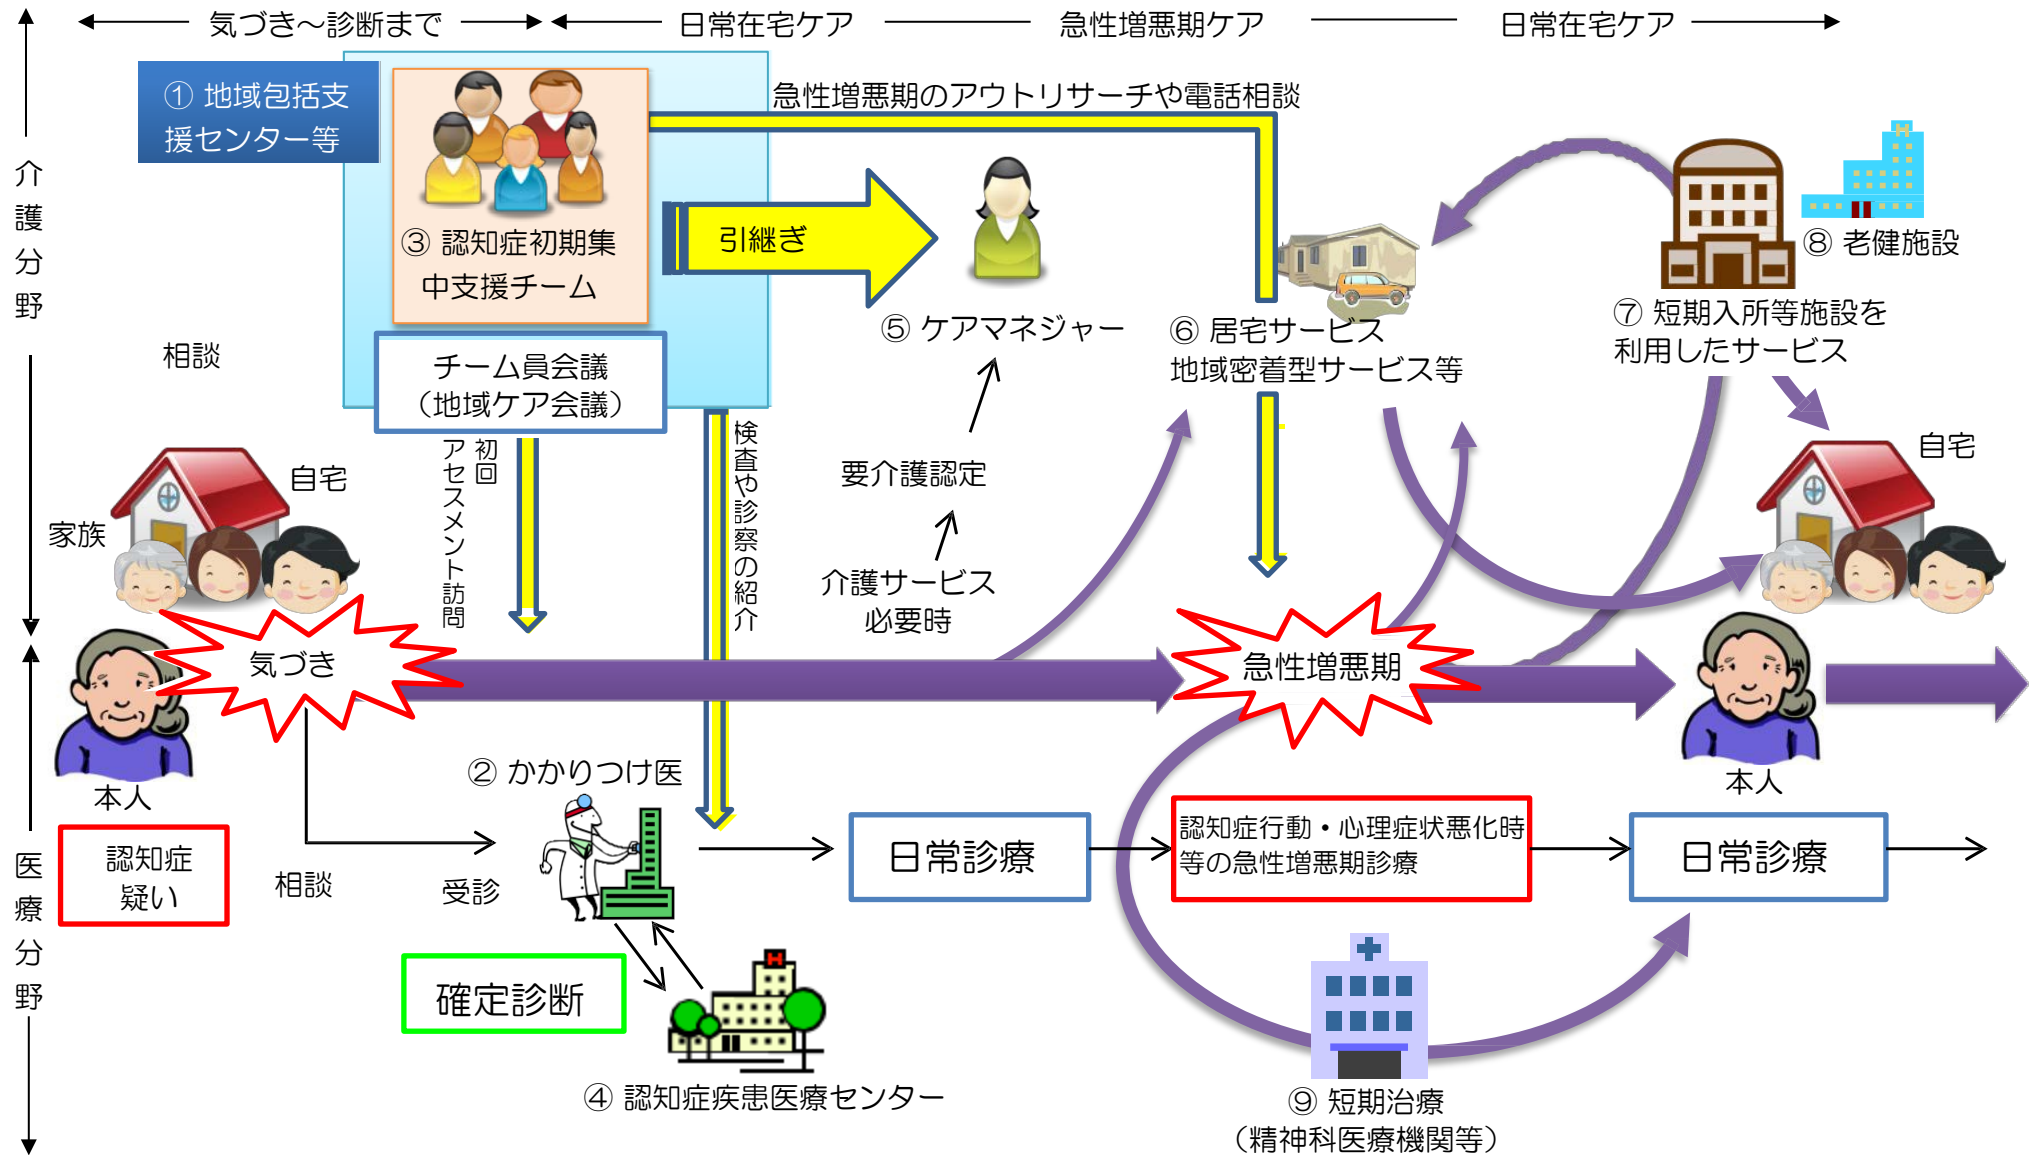 気づき～診断まで
日常在宅ケア
急性増悪期ケア
日常在宅ケア
介護分野
医療分野
① 地域包括支
援センター等
③ 認知症初期集
中支援チーム
チーム員会議
（地域ケア会議）
急性増悪期のアウトリサーチや電話相談
引継ぎ
⑤ ケアマネジャー
⑥ 居宅サービス
地域密着型サービス等
⑧ 老健施設
⑦ 短期入所等施設を
利用したサービス
相談
自宅
家族
初回
アセスメント訪問
検査や診察の紹介
要介護認定
介護サービス
必要時
自宅
気づき
急性増悪期
本人
本人
認知症
疑い
相談
受診
② かかりつけ医
日常診療
認知症行動・心理症状悪化時
等の急性増悪期診療
日常診療
確定診断
H
④ 認知症疾患医療センター
⑨ 短期治療
（精神科医療機関等）